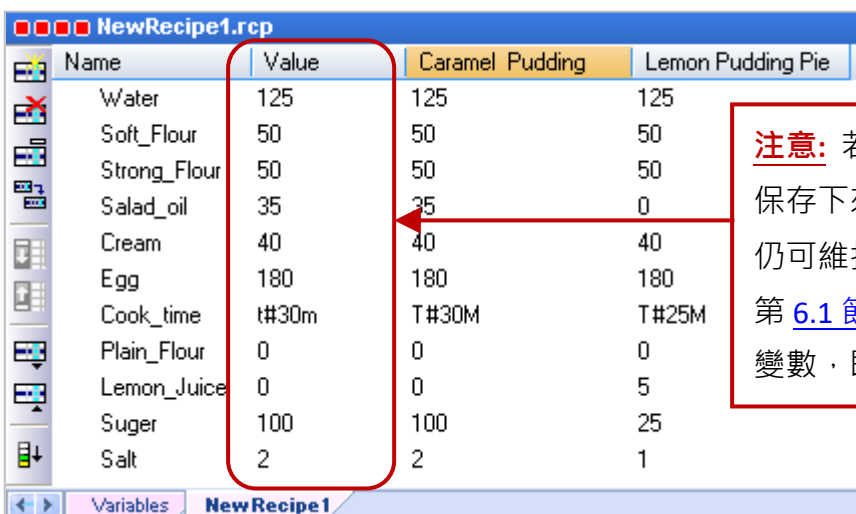 NewRecipe1.rcp
Name Value Caramel Pudding Lemon Pudding Pie
Water 125 125 125
Soft_Flour 50 50 50
Strong_Flour 50 50 50
Salad_oil 35 35 0
Cream 40 40 40
Egg 180 180 180
Cook_time t#30m T#30M T#25M
Plain_Flour 0 0 0
Lemon_Juice 0 0 5
Suger 100 100 25
Salt 2 2 1
注意: 若
保存下
仍可維
第 6.1 節
變數，
Variables NewRecipe1